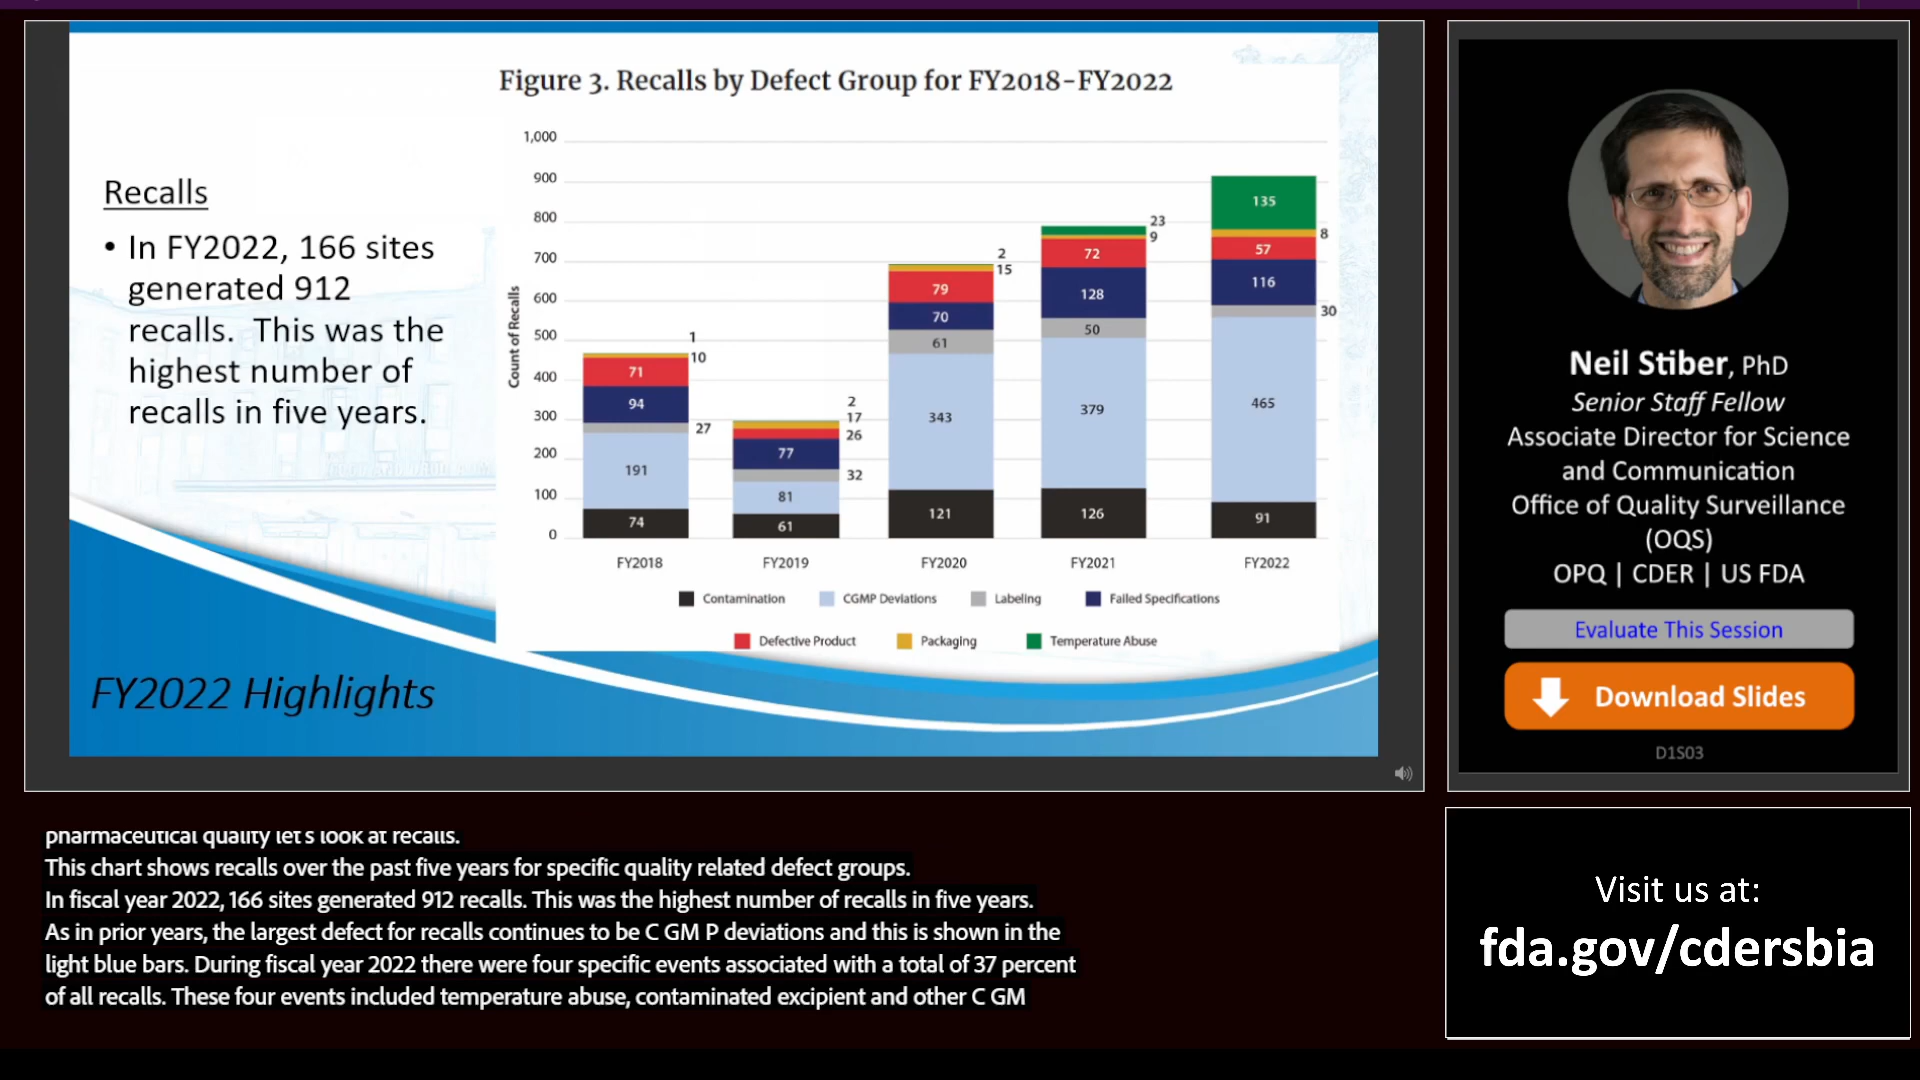 Figure 3. Recalls by Defect Group for FY2018-FY2022
Recalls
• In FY2022, 166 sites
generated 912
recalls. This was the
highest number of
recalls in five years.
FY2022 Highlights
Count of Recalls
1,000
900
800
700
600
500
400
300
200
100
0
1
10
71
94
27
191
74
2
17
26
77
32
81
61
2
15
79
70
61
343
121
23
9
72
128
50
379
126
135
8
57
116
30
465
91
FY2018 FY2019 FY2020 FY2021 FY2022
Contamination CGMP Deviations Labeling Failed Specifications
Defective Product Packaging Temperature Abuse
Neil Stiber, PhD
Senior Staff Fellow
Associate Director for Science
and Communication
Office of Quality Surveillance
(OQS)
OPQ | CDER | US FDA
Evaluate This Session
Download Slides
D1S03
pharmaceutical quality let's look at recalls.
This chart shows recalls over the past five years for specific quality related defect groups.
In fiscal year 2022, 166 sites generated 912 recalls. This was the highest number of recalls in five years.
As in prior years, the largest defect for recalls continues to be C GM P deviations and this is shown in the
light blue bars. During fiscal year 2022 there were four specific events associated with a total of 37 percent
of all recalls. These four events included temperature abuse, contaminated excipient and other C GM
Visit us at:
fda.gov/cdersbia